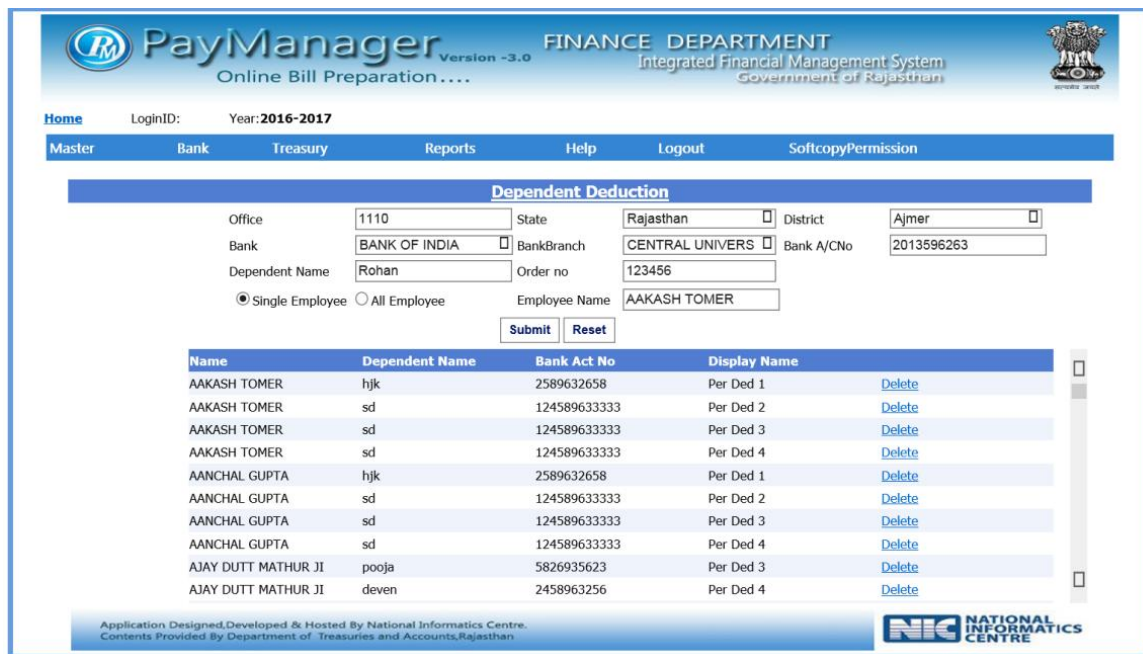 PayManager Version -3.0
Online Bill Preparation....
FINANCE DEPARTMENT
Integrated Financial Management System
Government of Rajasthan
सत्यमेव जयते
Home LoginID: Year:2016-2017
Master Bank Treasury Reports Help Logout SoftcopyPermission
Dependent Deduction
Office 1110 State Rajasthan District Ajmer
Bank BANK OF INDIA BankBranch CENTRAL UNIVERS Bank A/CNo 2013596263
Dependent Name Rohan Order no 123456
Single Employee All Employee Employee Name AAKASH TOMER
Submit Reset
Name Dependent Name Bank Act No Display Name
AAKASH TOMER hjk 2589632658 Per Ded 1 Delete
AAKASH TOMER sd 124589633333 Per Ded 2 Delete
AAKASH TOMER sd 124589633333 Per Ded 3 Delete
AAKASH TOMER sd 124589633333 Per Ded 4 Delete
AANCHAL GUPTA hjk 2589632658 Per Ded 1 Delete
AANCHAL GUPTA sd 124589633333 Per Ded 2 Delete
AANCHAL GUPTA sd 124589633333 Per Ded 3 Delete
AANCHAL GUPTA sd 124589633333 Per Ded 4 Delete
AJAY DUTT MATHUR JI pooja 5826935623 Per Ded 3 Delete
AJAY DUTT MATHUR JI deven 2458963256 Per Ded 4 Delete
Application Designed,Developed & Hosted By National Informatics Centre.
Contents Provided By Department of Treasuries and Accounts,Rajasthan
NIC NATIONAL
INFORMATICS
CENTRE